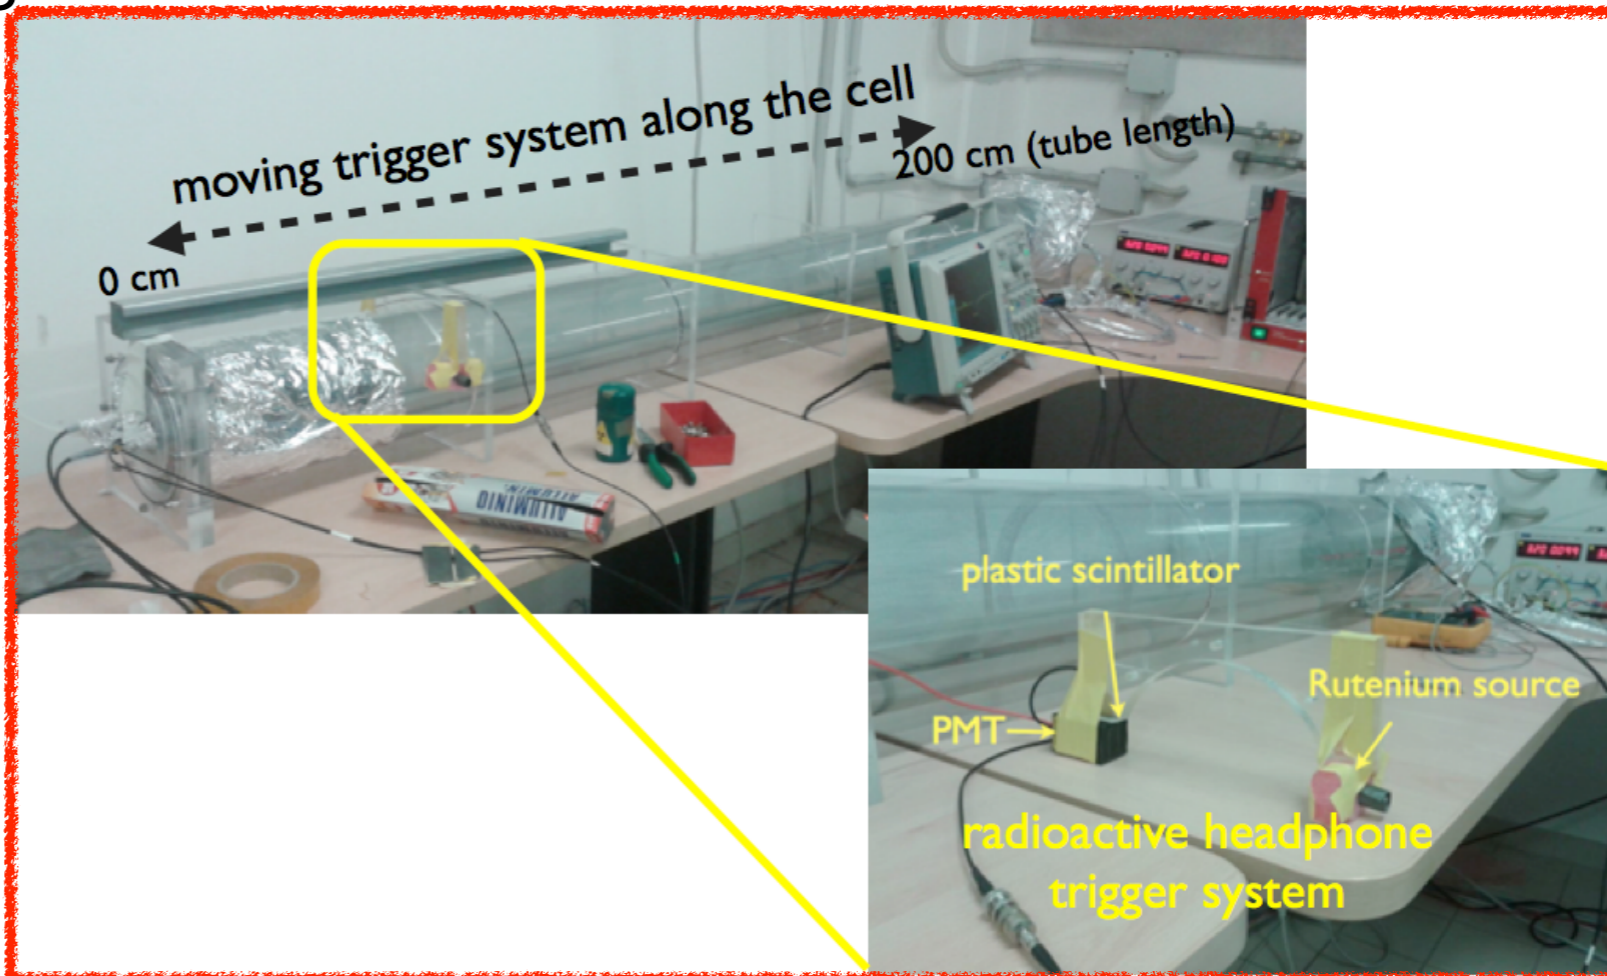 moving trigger system along the cell
200 cm (tube length)
0 cm
ALLUMINIO
plastic scintillator
Rutenium source
PMT
radioactive headphone
trigger system